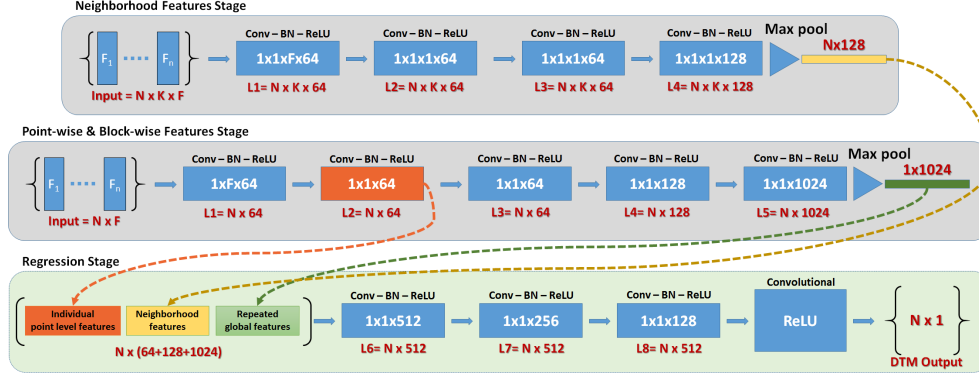 Neighborhood Features Stage
F1 ..... Fn
Input = N x K x F
Conv – BN – ReLU
1x1xFx64
L1= N x K x 64
Conv – BN – ReLU
1x1x1x64
L2= N x K x 64
Conv – BN – ReLU
1x1x1x64
L3= N x K x 64
Conv – BN – ReLU
1x1x1x128
L4= N x K x 128
Max pool
Nx128
Point-wise & Block-wise Features Stage
F1 ..... Fn
Input = N x F
Conv – BN – ReLU
1xFx64
L1= N x 64
Conv – BN – ReLU
1x1x64
L2= N x 64
Conv – BN – ReLU
1x1x64
L3= N x 64
Conv – BN – ReLU
1x1x128
L4= N x 128
Conv – BN – ReLU
1x1x1024
L5= N x 1024
Max pool
1x1024
Regression Stage
Individual
point level features
Neighborhood
features
Repeated
global features
N x (64+128+1024)
Conv – BN – ReLU
1x1x512
L6= N x 512
Conv – BN – ReLU
1x1x256
L7= N x 512
Conv – BN – ReLU
1x1x128
L8= N x 512
Convolutional
ReLU
N x 1
DTM Output